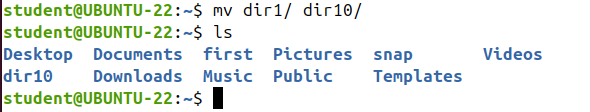 student@UBUNTU-22:~$ mv dir1/ dir10/
student@UBUNTU-22:~$ ls
Desktop  Documents  first  Pictures  snap       Videos
dir10    Downloads  Music  Public    Templates
student@UBUNTU-22:~$